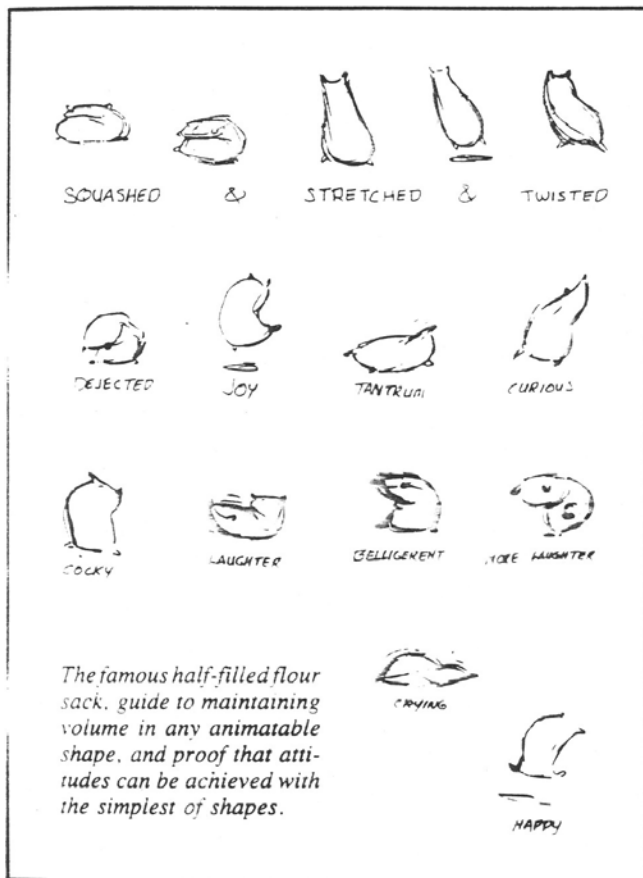 SQUASHED & STRETCHED & TWISTED
DEJECTED JOY TANTRUM CURIOUS
COCKY LAUGHTER BELLIGERENT MORE LAUGHTER
CRYING
HAPPY
The famous half-filled flour
sack, guide to maintaining
volume in any animatable
shape, and proof that atti-
tudes can be achieved with
the simplest of shapes.